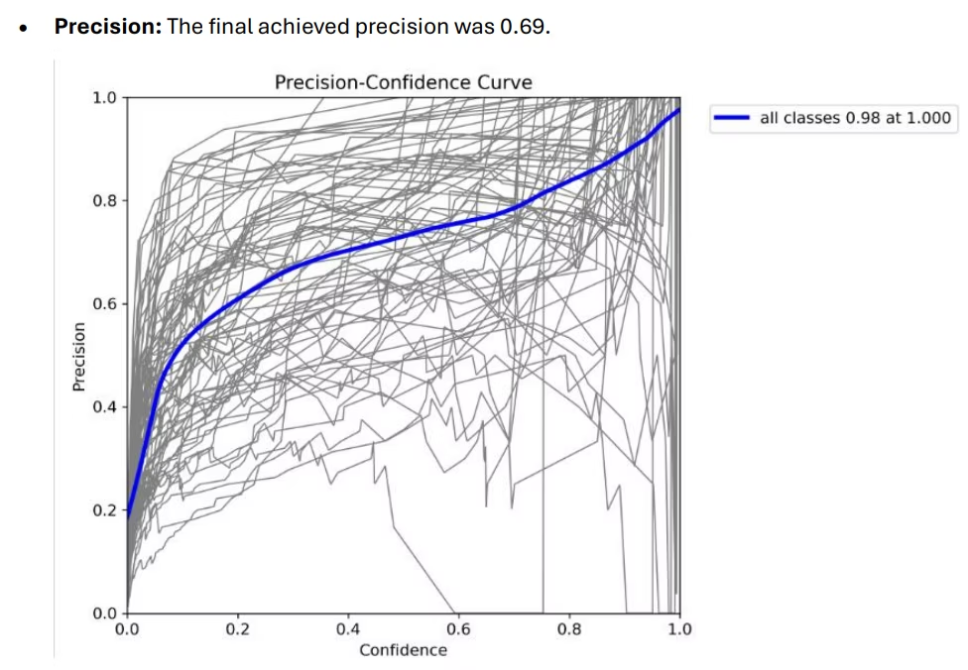 • Precision: The final achieved precision was 0.69.
Precision-Confidence Curve
all classes 0.98 at 1.000
1.0
0.8
0.6
0.4
0.2
0.0
Precision
0.0 0.2 0.4 0.6 0.8 1.0
Confidence